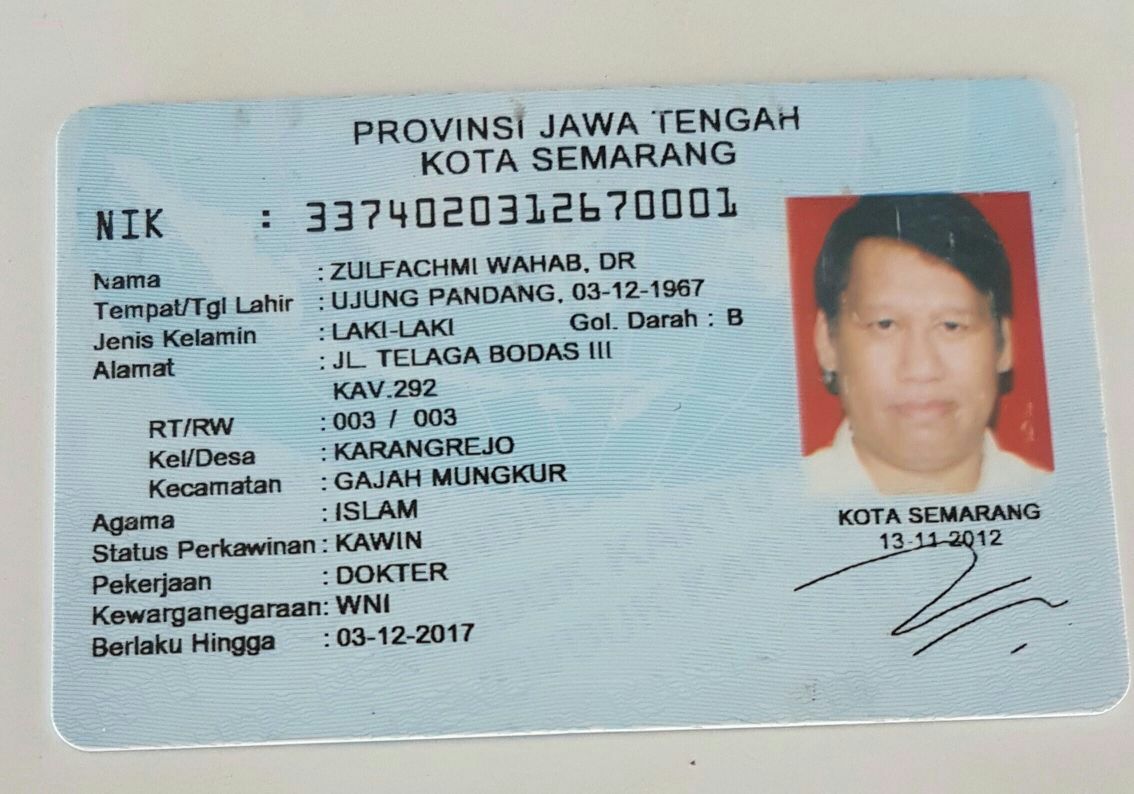 PROVINSI JAWA TENGAH
KOTA SEMARANG
NIK : 3374020312670001
Nama : ZULFACHMI WAHAB, DR
Tempat/Tgl Lahir : UJUNG PANDANG, 03-12-1967
Jenis Kelamin : LAKI-LAKI Gol. Darah : B
Alamat : JL. TELAGA BODAS III
KAV.292
RT/RW : 003 / 003
Kel/Desa : KARANGREJO
Kecamatan : GAJAH MUNGKUR
Agama : ISLAM
Status Perkawinan : KAWIN
Pekerjaan : DOKTER
Kewarganegaraan: WNI
Berlaku Hingga : 03-12-2017
KOTA SEMARANG
13-11-2012